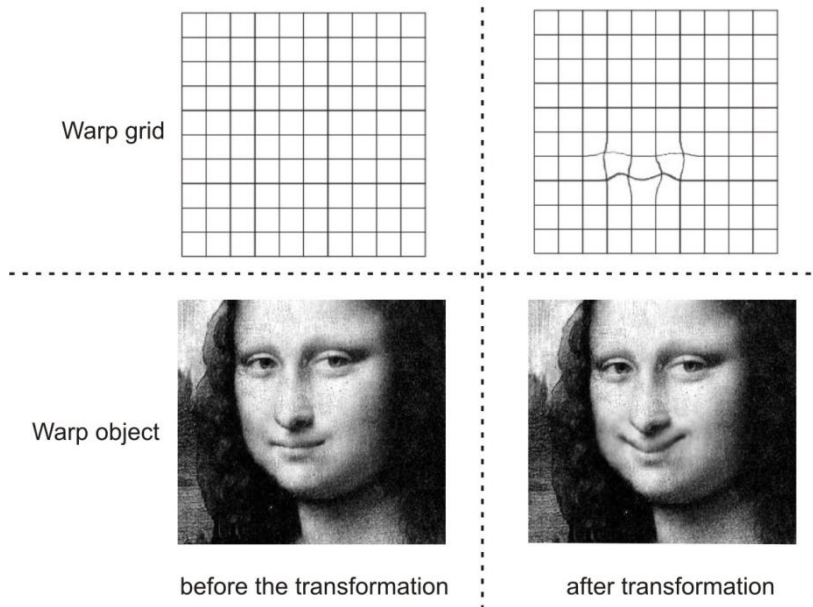 Warp grid
Warp object
before the transformation
after transformation